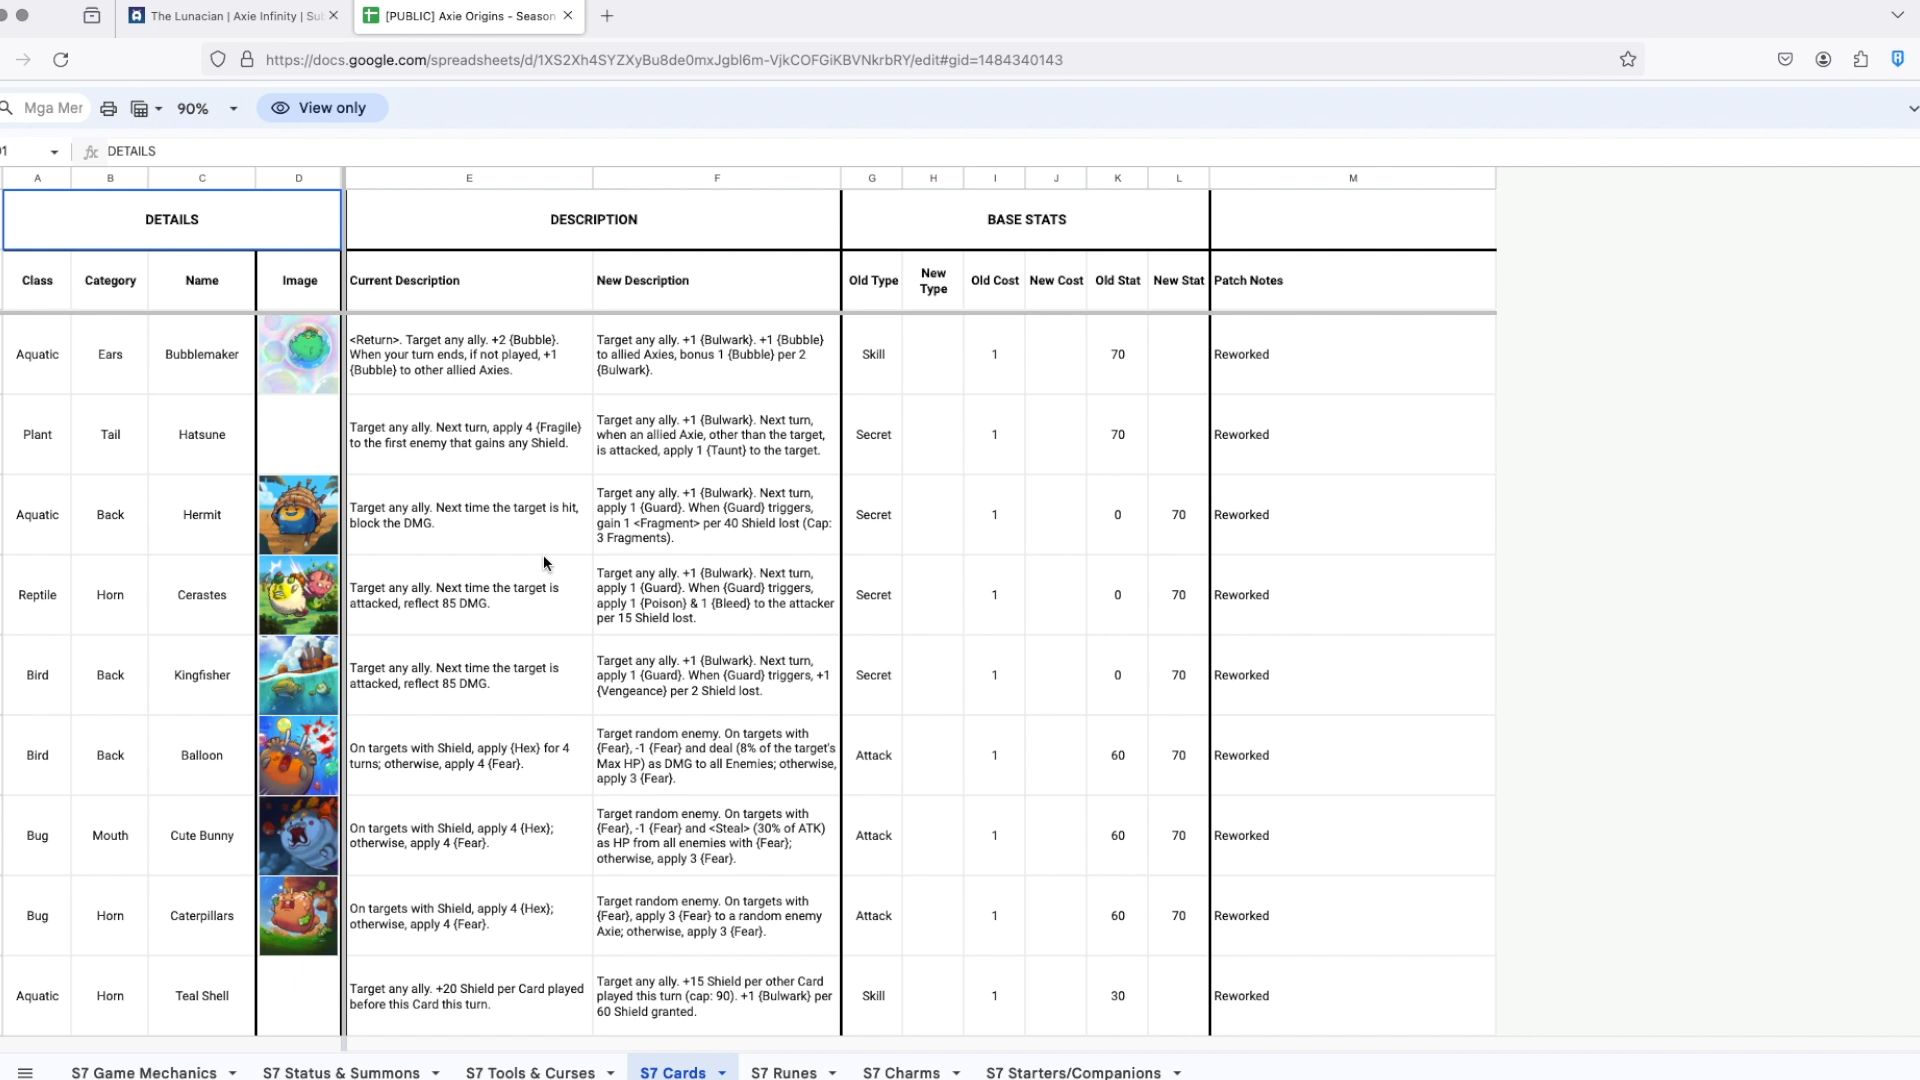 The Lunacian | Axie Infinity | Su
[PUBLIC] Axie Origins - Season
https://docs.google.com/spreadsheets/d/1XS2Xh4SYZXyBu8de0mxJgbl6m-VjkCOFGiKBVNkrbRY/edit#gid=1484340143
Mga Mer
90%
View only
01
fx
DETAILS
A B C D E F G H I J K L M
DETAILS DESCRIPTION BASE STATS
Class Category Name Image Current Description New Description Old Type New Type Old Cost New Cost Old Stat New Stat Patch Notes
Aquatic Ears Bubblemaker
<Return>. Target any ally. +2 {Bubble}.
When your turn ends, if not played, +1
{Bubble} to other allied Axies.
Target any ally. +1 {Bulwark}. +1 {Bubble}
to allied Axies, bonus 1 {Bubble} per 2
{Bulwark}.
Skill 1 70 Reworked
Plant Tail Hatsune
Target any ally. Next turn, apply 4 {Fragile}
to the first enemy that gains any Shield.
Target any ally. +1 {Bulwark}. Next turn,
when an allied Axie, other than the target,
is attacked, apply 1 {Taunt} to the target.
Secret 1 70 Reworked
Aquatic Back Hermit
Target any ally. Next time the target is hit,
block the DMG.
Target any ally. +1 {Bulwark}. Next turn,
apply 1 {Guard}. When {Guard} triggers,
gain 1 <Fragment> per 40 Shield lost (Cap:
3 Fragments).
Secret 1 0 70 Reworked
Reptile Horn Cerastes
Target any ally. Next time the target is
attacked, reflect 85 DMG.
Target any ally. +1 {Bulwark}. Next turn,
apply 1 {Guard}. When {Guard} triggers,
apply 1 {Poison} & 1 {Bleed} to the attacker
per 15 Shield lost.
Secret 1 0 70 Reworked
Bird Back Kingfisher
Target any ally. Next time the target is
attacked, reflect 85 DMG.
Target any ally. +1 {Bulwark}. Next turn,
apply 1 {Guard}. When {Guard} triggers, +1
{Vengeance} per 2 Shield lost.
Secret 1 0 70 Reworked
Bird Back Balloon
On targets with Shield, apply {Hex} for 4
turns; otherwise, apply 4 {Fear}.
Target random enemy. On targets with
{Fear}, -1 {Fear} and deal (8% of the target's
Max HP) as DMG to all Enemies; otherwise,
apply 3 {Fear}.
Attack 1 60 70 Reworked
Bug Mouth Cute Bunny
On targets with Shield, apply 4 {Hex};
otherwise, apply 4 {Fear}.
Target random enemy. On targets with
{Fear}, -1 {Fear} and <Steal> (30% of ATK)
as HP from all enemies with {Fear};
otherwise, apply 3 {Fear}.
Attack 1 60 70 Reworked
Bug Horn Caterpillars
On targets with Shield, apply 4 {Hex};
otherwise, apply 4 {Fear}.
Target random enemy. On targets with
{Fear}, apply 3 {Fear} to a random enemy
Axie; otherwise, apply 3 {Fear}.
Attack 1 60 70 Reworked
Aquatic Horn Teal Shell
Target any ally. +20 Shield per Card played
before this Card this turn.
Target any ally. +15 Shield per other Card
played this turn (cap: 90). +1 {Bulwark} per
60 Shield granted.
Skill 1 30 Reworked
S7 Game Mechanics S7 Status & Summons S7 Tools & Curses S7 Cards S7 Runes S7 Charms S7 Starters/Companions